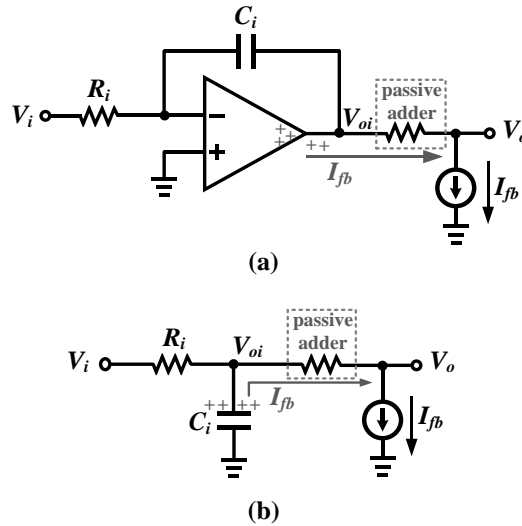 C_i
R_i
V_i
V_oi
passive
adder
V_o
−
+
++
++
++
I_fb
I_fb
(a)
passive
adder
R_i
V_oi
V_i
V_o
++ ++
I_fb
C_i
I_fb
(b)